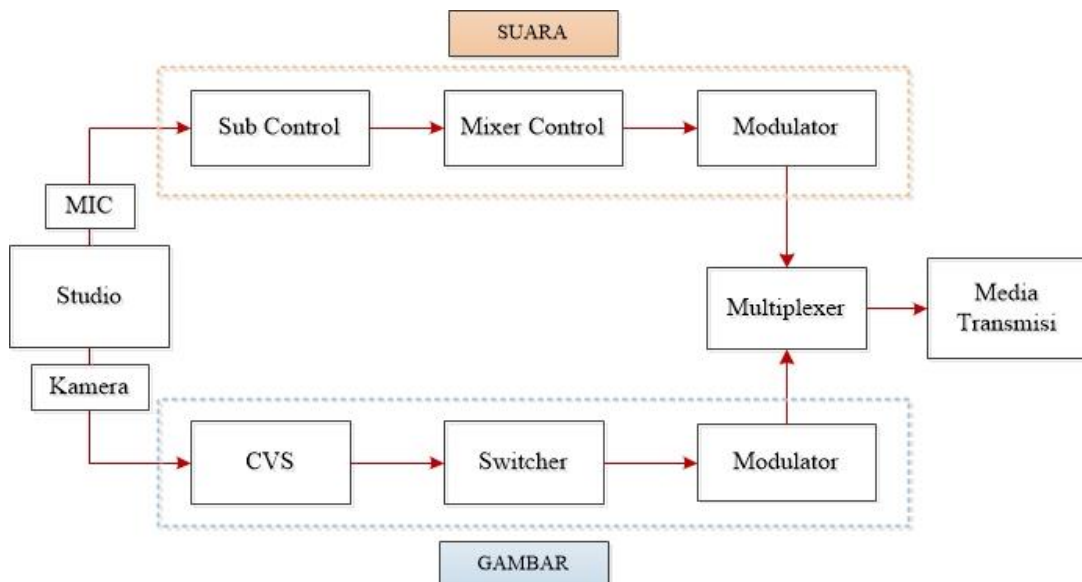 SUARA
Sub Control
Mixer Control
Modulator
MIC
Studio
Multiplexer
Media
Transmisi
Kamera
CVS
Switcher
Modulator
GAMBAR